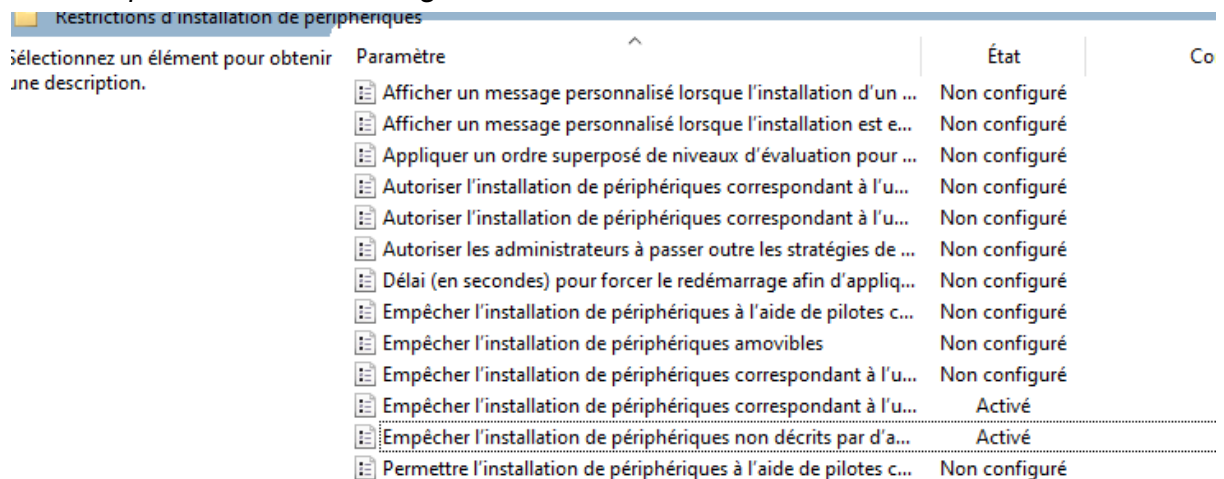 Restrictions d'installation de périphériques
Sélectionnez un élément pour obtenir
une description.
Paramètre État Co
Afficher un message personnalisé lorsque l'installation d'un ... Non configuré
Afficher un message personnalisé lorsque l'installation est e... Non configuré
Appliquer un ordre superposé de niveaux d'évaluation pour ... Non configuré
Autoriser l'installation de périphériques correspondant à l'u... Non configuré
Autoriser l'installation de périphériques correspondant à l'u... Non configuré
Autoriser les administrateurs à passer outre les stratégies de ... Non configuré
Délai (en secondes) pour forcer le redémarrage afin d'appliq... Non configuré
Empêcher l'installation de périphériques à l'aide de pilotes c... Non configuré
Empêcher l'installation de périphériques amovibles Non configuré
Empêcher l'installation de périphériques correspondant à l'u... Non configuré
Empêcher l'installation de périphériques correspondant à l'u... Activé
Empêcher l'installation de périphériques non décrits par d'a... Activé
Permettre l'installation de périphériques à l'aide de pilotes c... Non configuré